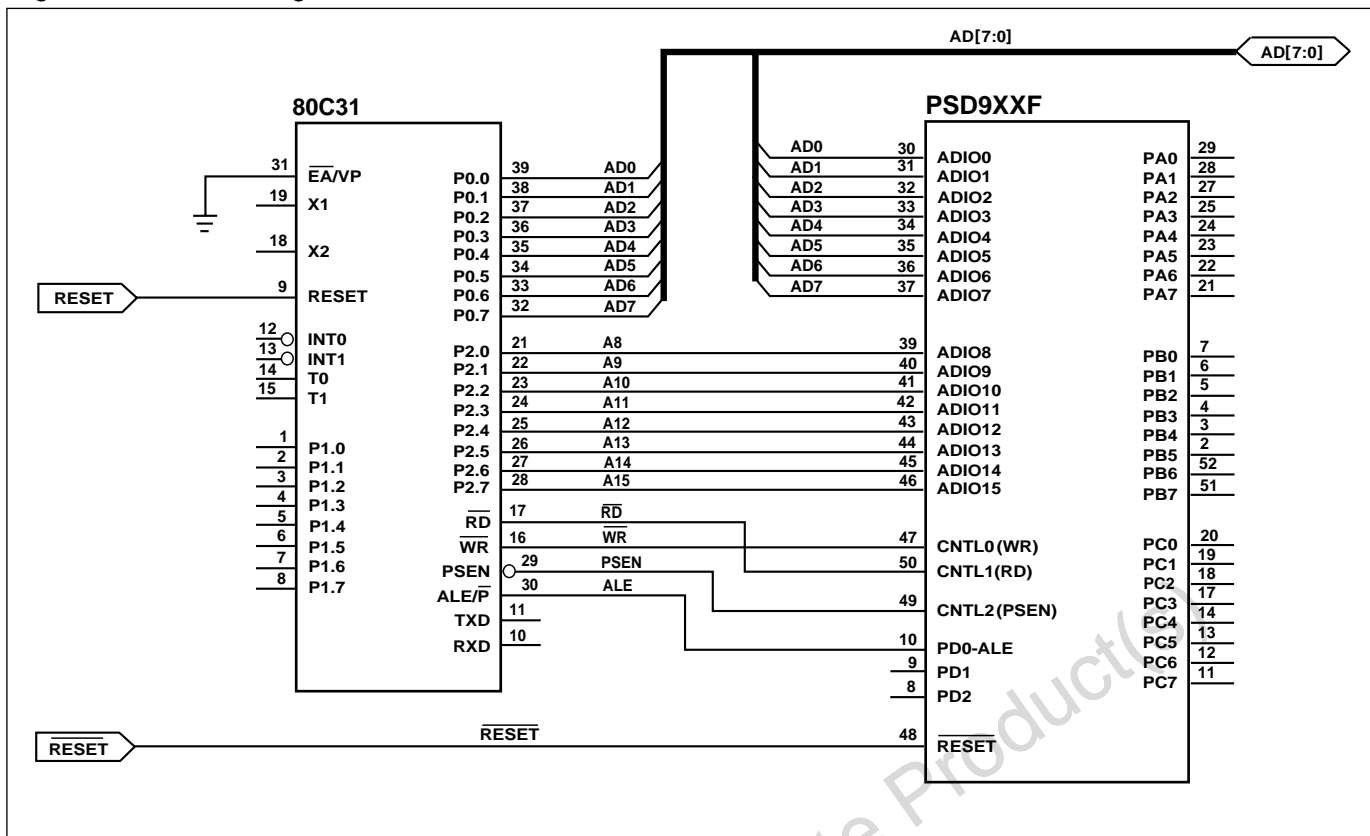 AD[7:0]
AD[7:0]
80C31
PSD9XXF
31 EA/VP
19 X1
18 X2
RESET
9 RESET
12 INT0
13 INT1
14 T0
15 T1
1 P1.0
2 P1.1
3 P1.2
4 P1.3
5 P1.4
6 P1.5
7 P1.6
8 P1.7
P0.0 39 AD0
P0.1 38 AD1
P0.2 37 AD2
P0.3 36 AD3
P0.4 35 AD4
P0.5 34 AD5
P0.6 33 AD6
P0.7 32 AD7
P2.0 21 A8
P2.1 22 A9
P2.2 23 A10
P2.3 24 A11
P2.4 25 A12
P2.5 26 A13
P2.6 27 A14
P2.7 28 A15
RD 17 RD
WR 16 WR
PSEN 29 PSEN
ALE/P 30 ALE
TXD 11
RXD 10
AD0 30 ADIO0
AD1 31 ADIO1
AD2 32 ADIO2
AD3 33 ADIO3
AD4 34 ADIO4
AD5 35 ADIO5
AD6 36 ADIO6
AD7 37 ADIO7
39 ADIO8
40 ADIO9
41 ADIO10
42 ADIO11
43 ADIO12
44 ADIO13
45 ADIO14
46 ADIO15
47 CNTL0(WR)
50 CNTL1(RD)
49 CNTL2(PSEN)
10 PD0-ALE
9 PD1
8 PD2
48 RESET
PA0 29
PA1 28
PA2 27
PA3 25
PA4 24
PA5 23
PA6 22
PA7 21
PB0 7
PB1 6
PB2 5
PB3 4
PB4 3
PB5 2
PB6 52
PB7 51
PC0 20
PC1 19
PC2 18
PC3 17
PC4 14
PC5 13
PC6 12
PC7 11
RESET
RESET
Product(s)